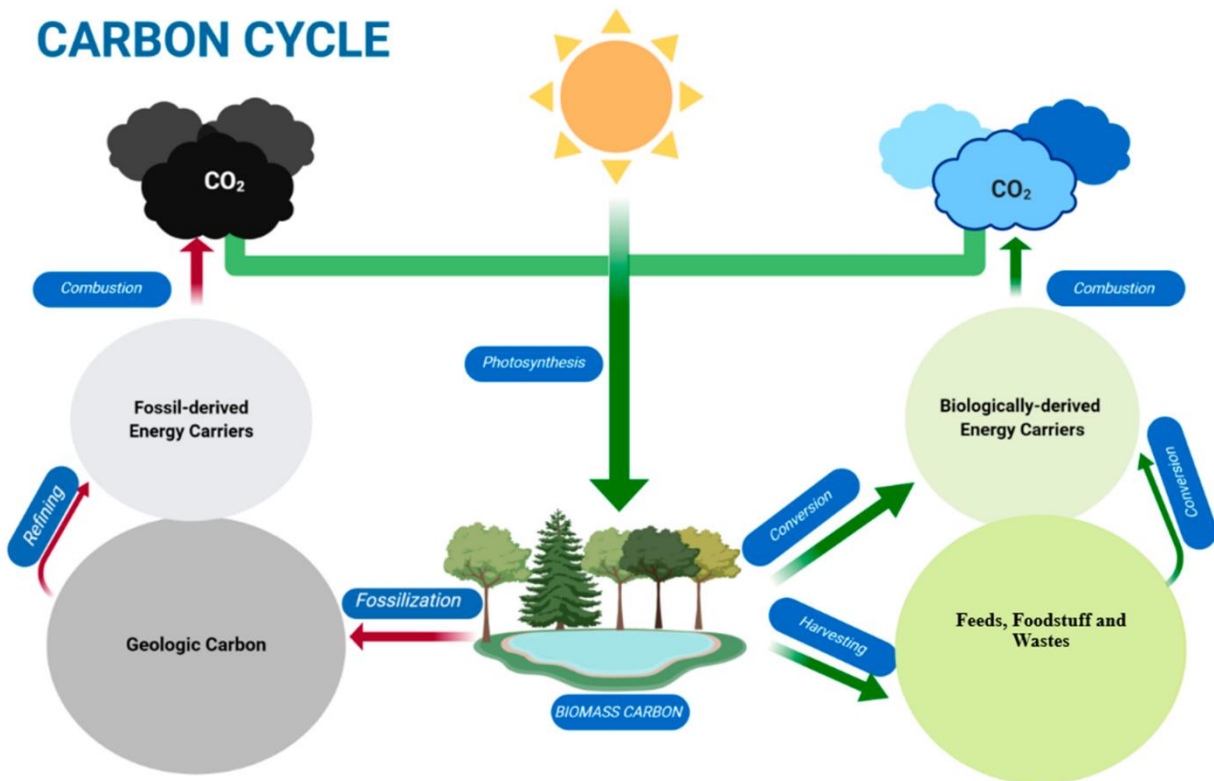 CARBON CYCLE
CO₂
CO₂
Combustion
Combustion
Photosynthesis
Fossil-derived
Energy Carriers
Biologically-derived
Energy Carriers
Refining
Conversion
Conversion
Fossilization
Harvesting
Geologic Carbon
Feeds, Foodstuff and
Wastes
BIOMASS CARBON